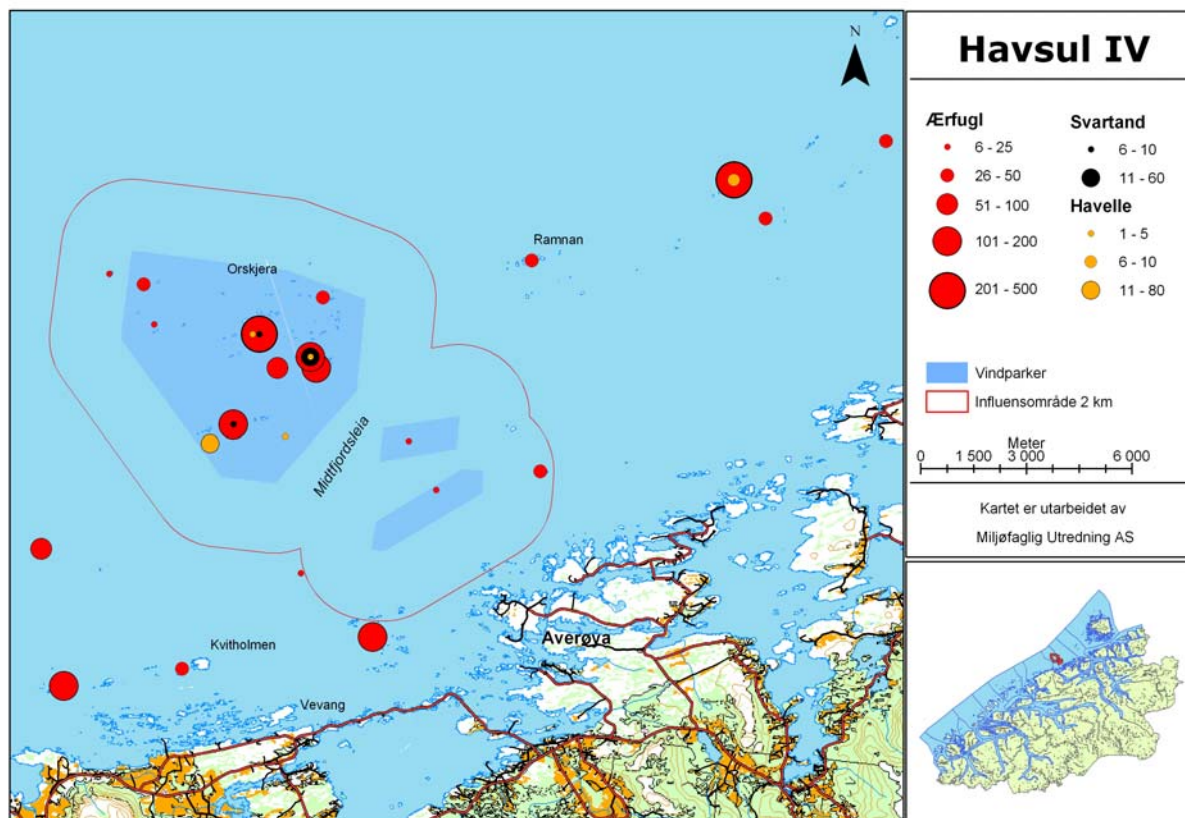 N
Orskjera
Ramnan
Midtfjordsleia
Kvitholmen
Averøya
Vevang
Havsul IV
Ærfugl
6 - 25
26 - 50
51 - 100
101 - 200
201 - 500
Svartand
6 - 10
11 - 60
Havelle
1 - 5
6 - 10
11 - 80
Vindparker
Influensområde 2 km
Meter
0 1 500 3 000 6 000
Kartet er utarbeidet av
Miljøfaglig Utredning AS